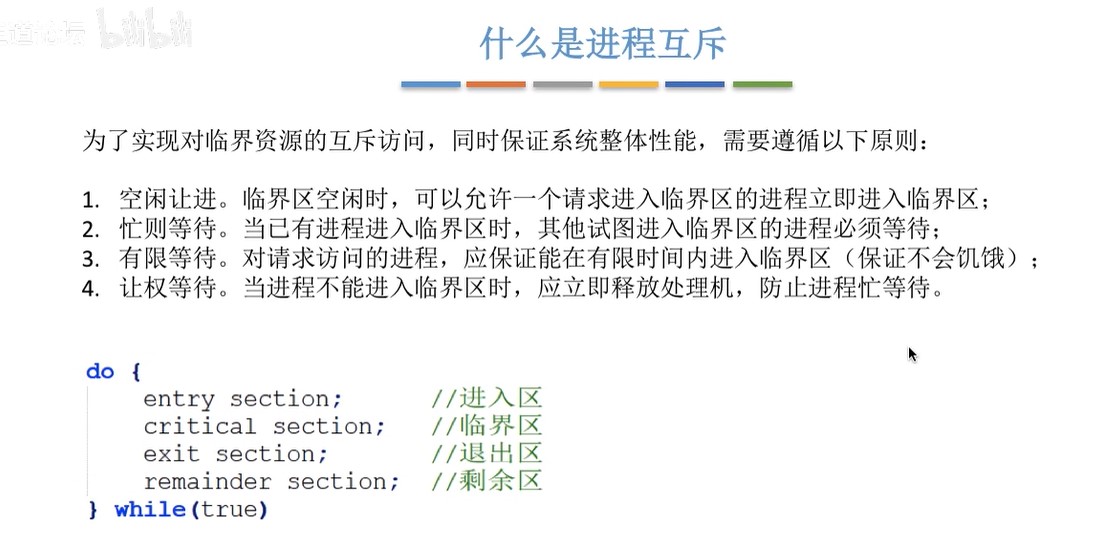 bilibili
什么是进程互斥
为了实现对临界资源的互斥访问，同时保证系统整体性能，需要遵循以下原则：
1. 空闲让进。临界区空闲时，可以允许一个请求进入临界区的进程立即进入临界区；
2. 忙则等待。当已有进程进入临界区时，其他试图进入临界区的进程必须等待；
3. 有限等待。对请求访问的进程，应保证能在有限时间内进入临界区（保证不会饥饿）；
4. 让权等待。当进程不能进入临界区时，应立即释放处理机，防止进程忙等待。
do {
entry section; //进入区
critical section; //临界区
exit section; //退出区
remainder section; //剩余区
} while(true)